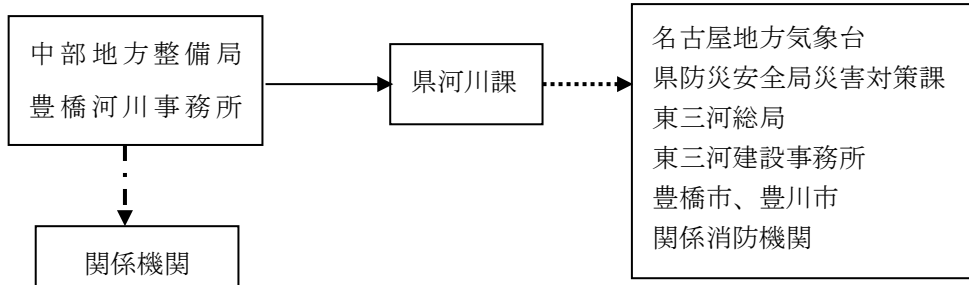 中部地方整備局
豊橋河川事務所
県河川課
名古屋地方気象台
県防災安全局災害対策課
東三河総局
東三河建設事務所
豊橋市、豊川市
関係消防機関
関係機関